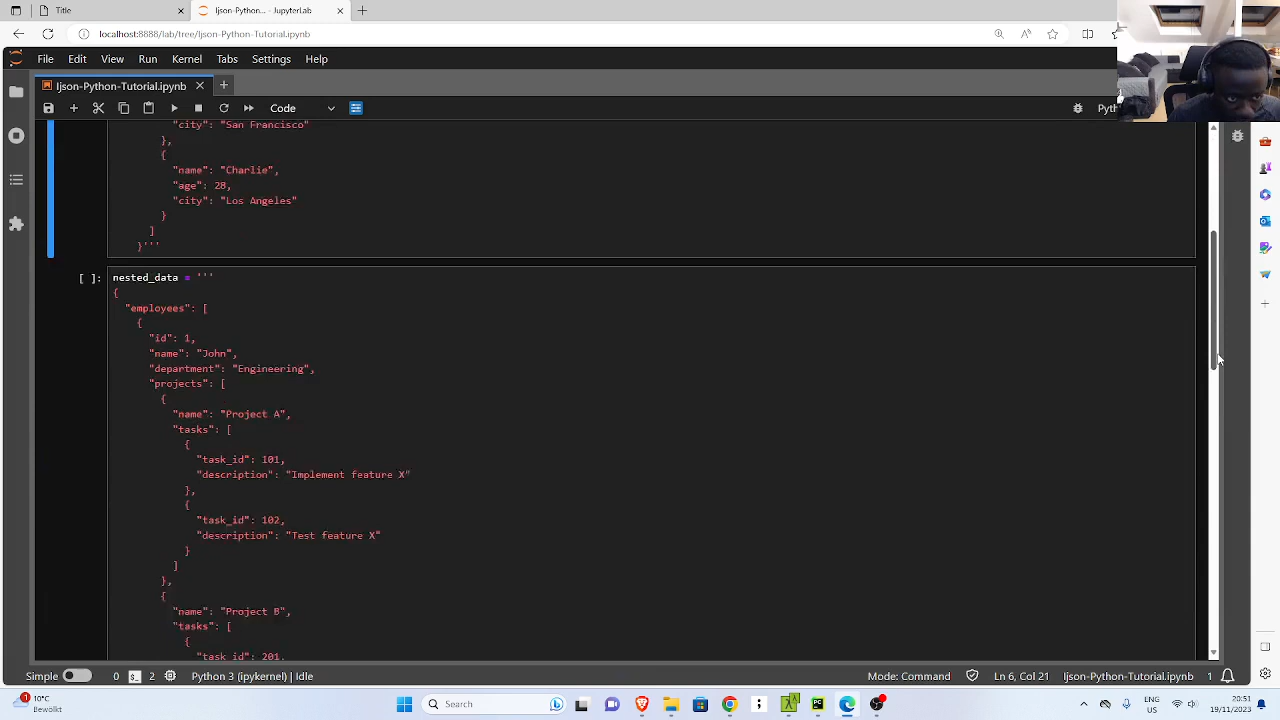 Title
Ijson-Python-Tutorial... - JupyterLab
localhost:8888/lab/tree/Ijson-Python-Tutorial.ipynb
File Edit View Run Kernel Tabs Settings Help
Ijson-Python-Tutorial.ipynb
Code
"city": "San Francisco"
},
{
"name": "Charlie",
"age": 28,
"city": "Los Angeles"
}
]
}'''
[ ]: nested_data = '''
{
"employees": [
{
"id": 1,
"name": "John",
"department": "Engineering",
"projects": [
{
"name": "Project A",
"tasks": [
{
"task_id": 101,
"description": "Implement feature X"
},
{
"task_id": 102,
"description": "Test feature X"
}
]
},
{
"name": "Project B",
"tasks": [
{
"task_id": 201,
Simple 0 2 Python 3 (ipykernel) | Idle Mode: Command Ln 6, Col 21 Ijson-Python-Tutorial.ipynb 1
1 10°C
Bewölkt
Search
ENG
US
20:51
19/11/2023